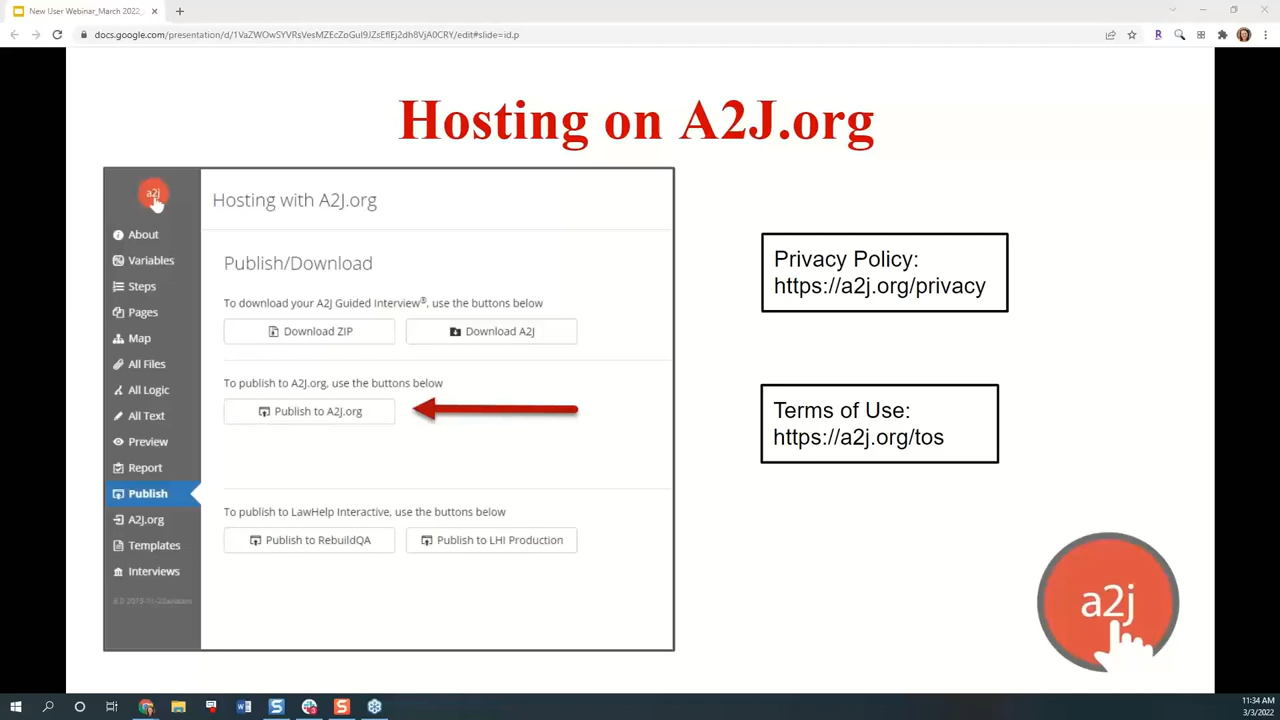 New User Webinar_March 2022_
docs.google.com/presentation/d/1VaZWOwSYVRsVesMZEcZoGuI9JZsEflEj2dh8VjA0CRY/edit#slide=id.p
R
Hosting on A2J.org
a2j
About
Variables
Steps
Pages
Map
All Files
All Logic
All Text
Preview
Report
Publish
A2J.org
Templates
Interviews
Hosting with A2J.org
Publish/Download
To download your A2J Guided Interview®, use the buttons below
Download ZIP
Download A2J
To publish to A2J.org, use the buttons below
Publish to A2J.org
To publish to LawHelp Interactive, use the buttons below
Publish to RebuildQA
Publish to LHI Production
Privacy Policy:
https://a2j.org/privacy
Terms of Use:
https://a2j.org/tos
a2j
11:34 AM
3/3/2022